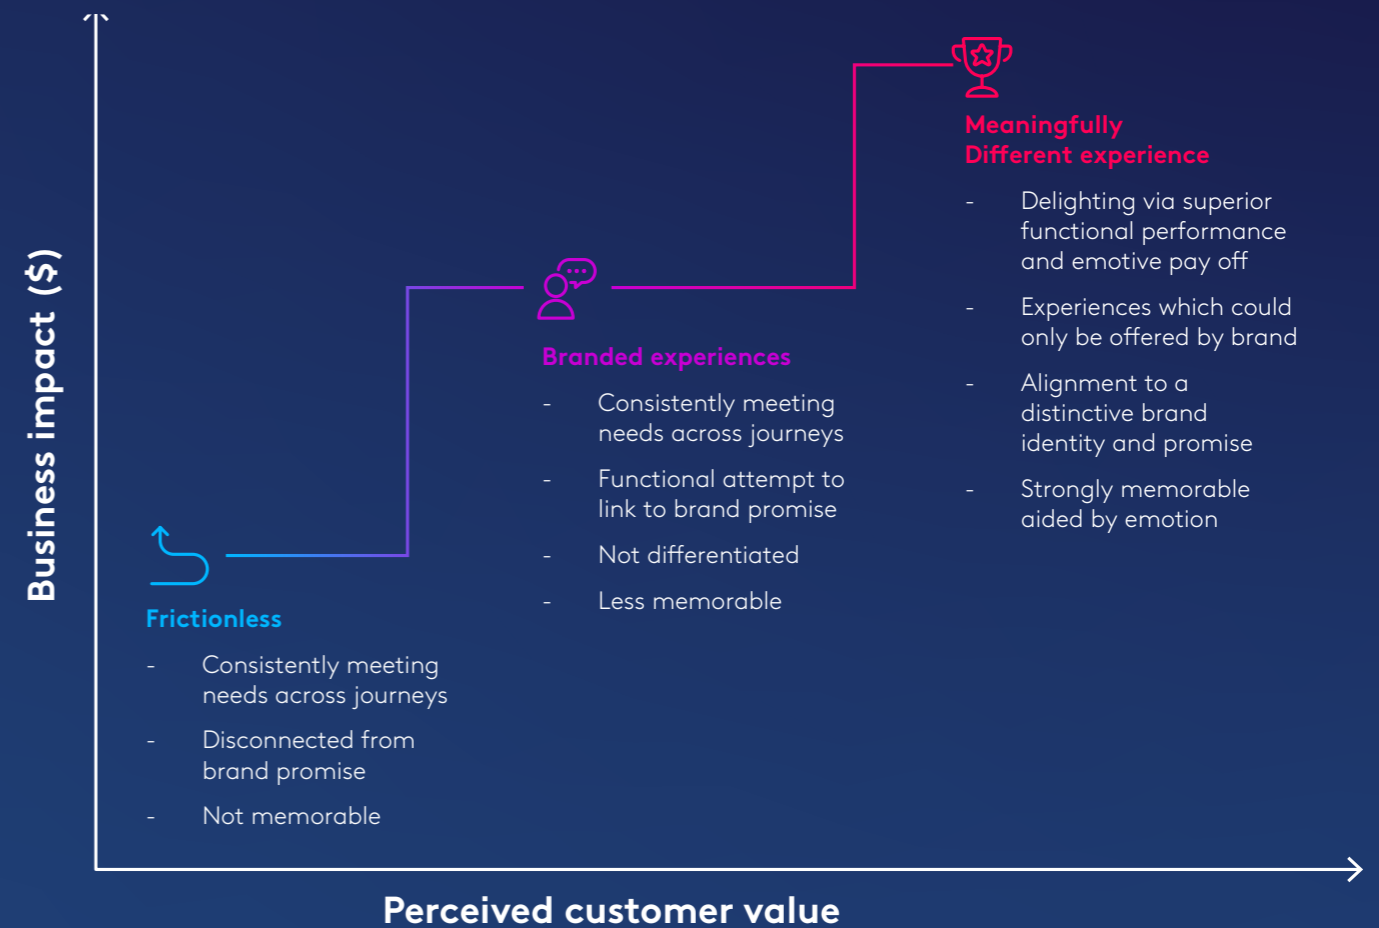 Business impact ($)
Meaningfully
Different experience
- Delighting via superior
functional performance
and emotive pay off
- Experiences which could
only be offered by brand
- Alignment to a
distinctive brand
identity and promise
- Strongly memorable
aided by emotion
Branded experiences
- Consistently meeting
needs across journeys
- Functional attempt to
link to brand promise
- Not differentiated
- Less memorable
Frictionless
- Consistently meeting
needs across journeys
- Disconnected from
brand promise
- Not memorable
Perceived customer value